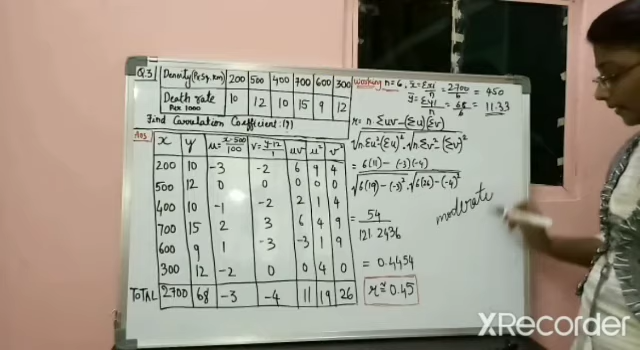 Q.3 Density (Per Sq. Km) 200 500 400 700 600 300
Death rate Per 1000 10 12 10 15 9 12
Find Correlation Coefficient (r)
Ans
x y u = x-500/100 v = y-12/1 uv u² v²
200 10 -3 -2 6 9 4
500 12 0 0 0 0 0
400 10 -1 -2 2 1 4
700 15 2 3 6 4 9
600 9 1 -3 -3 1 9
300 12 -2 0 0 4 0
TOTAL 2700 68 -3 -4 11 19 26
Working n=6, x̄ = Σxi/n = 2700/6 = 450
ȳ = Σyi/n = 68/6 = 11.33
r = n.Σuv-(Σu)(Σv) / √n.Σu²-(Σu)² . √n.Σv²-(Σv)²
= 6(11) - (-3)(-4) / √6(19)-(-3)² . √6(26)-(-4)²
= 54 / 121.2436
= 0.4454
r ≈ 0.45
moderate
XRecorder